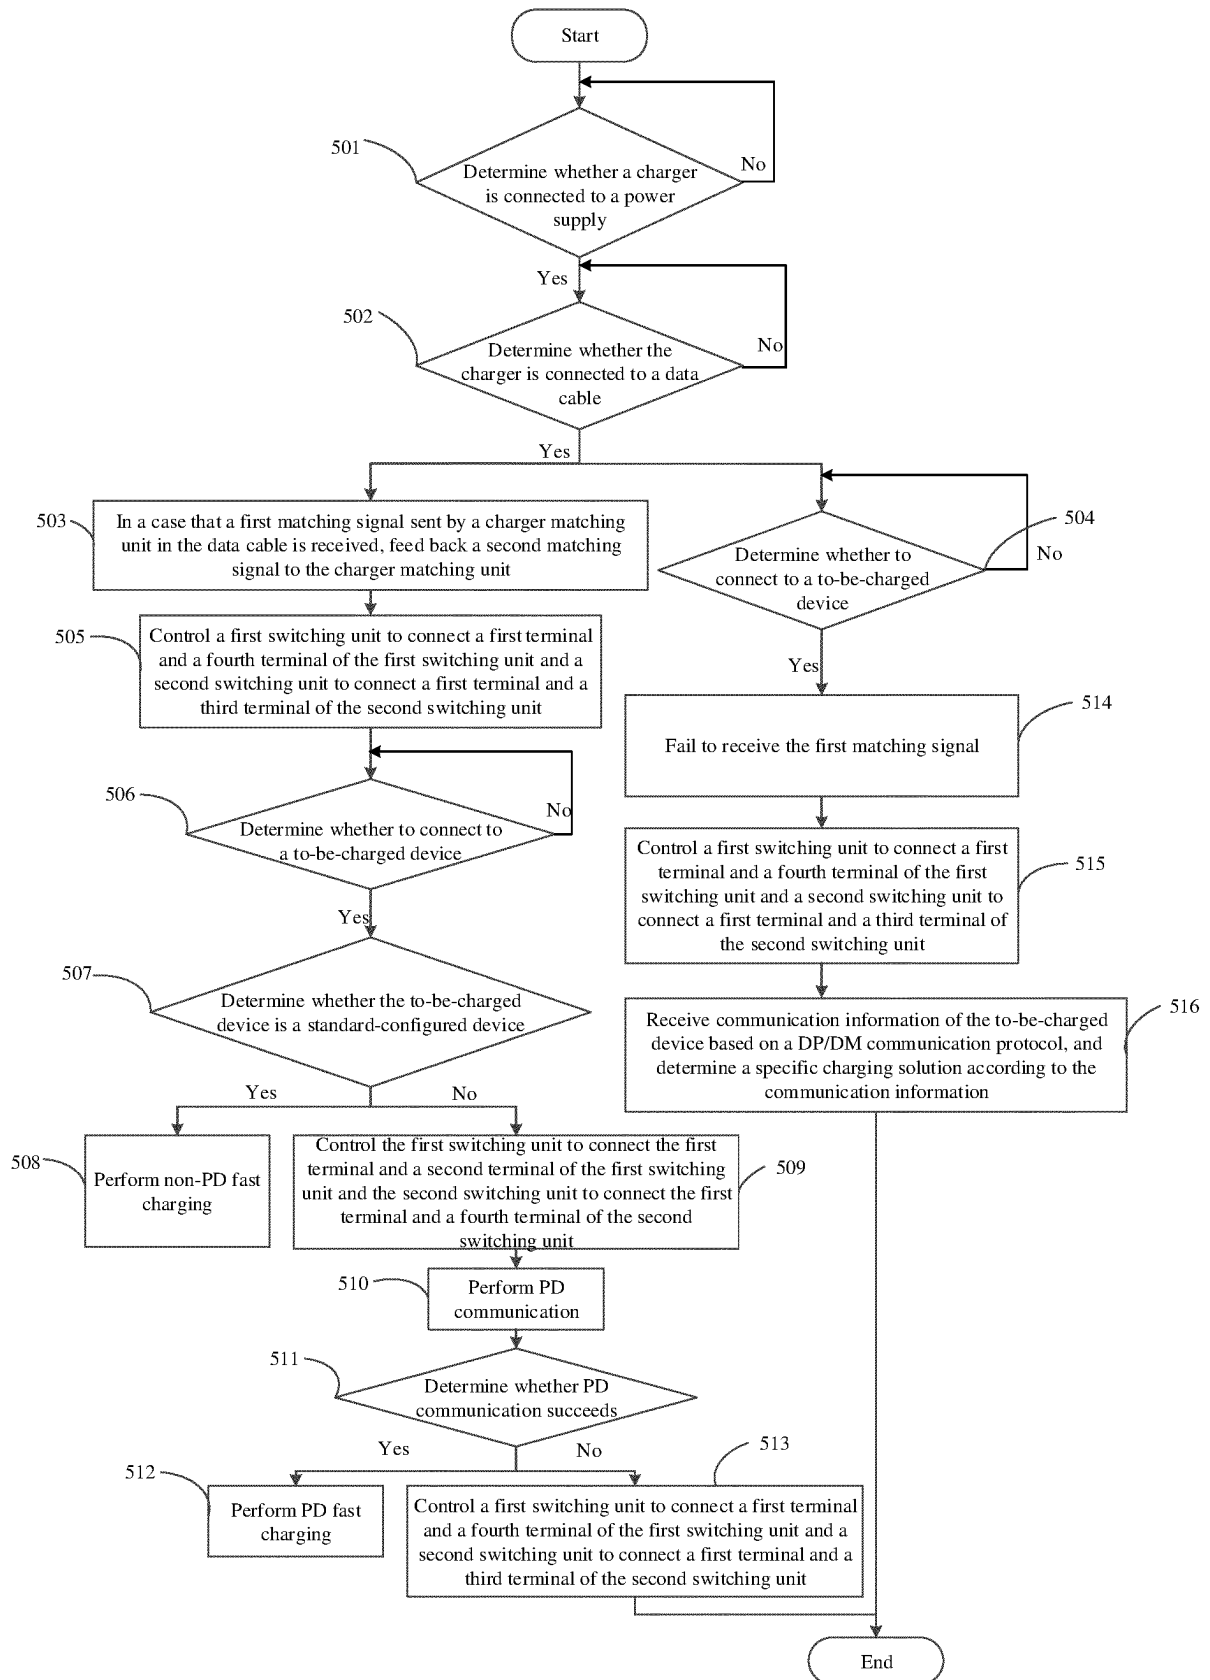 Start
501
Determine whether a charger
is connected to a power
supply
No
Yes
502
Determine whether the
charger is connected to a data
cable
No
Yes
503
In a case that a first matching signal sent by a charger matching
unit in the data cable is received, feed back a second matching
signal to the charger matching unit
504
Determine whether to
connect to a to-be-charged
device
No
Yes
505
Control a first switching unit to connect a first terminal
and a fourth terminal of the first switching unit and a
second switching unit to connect a first terminal and a
third terminal of the second switching unit
514
Fail to receive the first matching signal
506
Determine whether to connect to
a to-be-charged device
No
Yes
515
Control a first switching unit to connect a first
terminal and a fourth terminal of the first
switching unit and a second switching unit to
connect a first terminal and a third terminal of
the second switching unit
507
Determine whether the to-be-charged
device is a standard-configured device
Yes
No
516
Receive communication information of the to-be-charged
device based on a DP/DM communication protocol, and
determine a specific charging solution according to the
communication information
508
Perform non-PD fast
charging
509
Control the first switching unit to connect the first
terminal and a second terminal of the first switching
unit and the second switching unit to connect the first
terminal and a fourth terminal of the second
switching unit
510
Perform PD
communication
511
Determine whether PD
communication succeeds
Yes
No
512
Perform PD fast
charging
513
Control a first switching unit to connect a first terminal
and a fourth terminal of the first switching unit and a
second switching unit to connect a first terminal and a
third terminal of the second switching unit
End